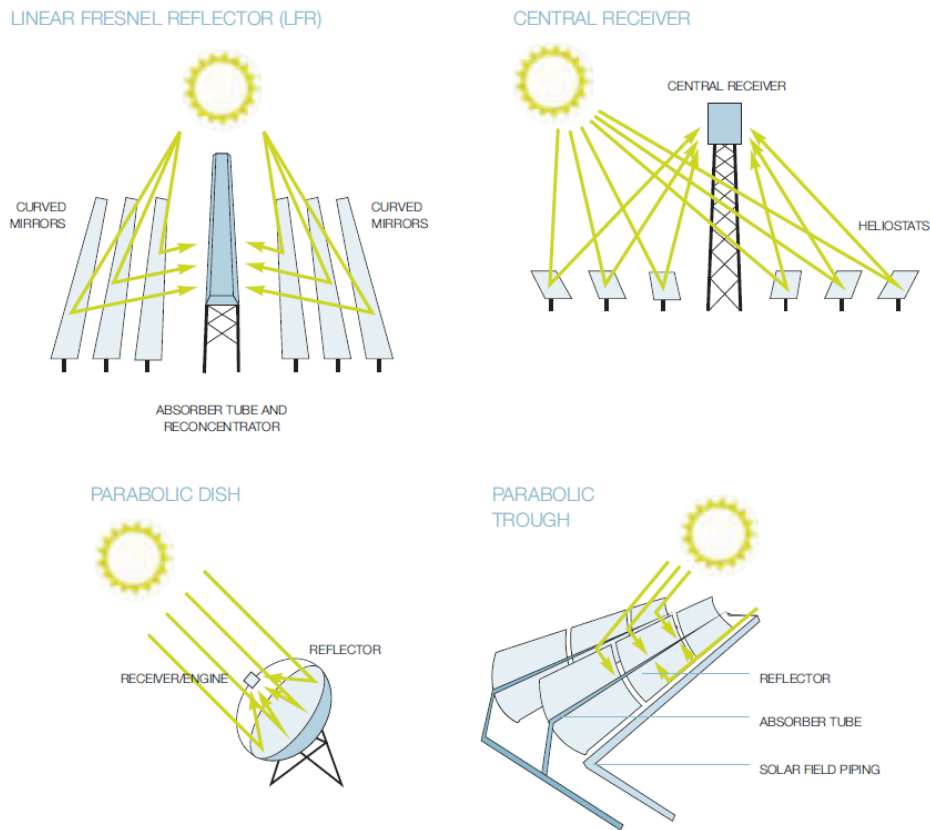 LINEAR FRESNEL REFLECTOR (LFR)
CURVED
MIRRORS
CURVED
MIRRORS
ABSORBER TUBE AND
RECONCENTRATOR
CENTRAL RECEIVER
CENTRAL RECEIVER
HELIOSTATS
PARABOLIC DISH
REFLECTOR
RECEIVER/ENGINE
PARABOLIC
TROUGH
REFLECTOR
ABSORBER TUBE
SOLAR FIELD PIPING